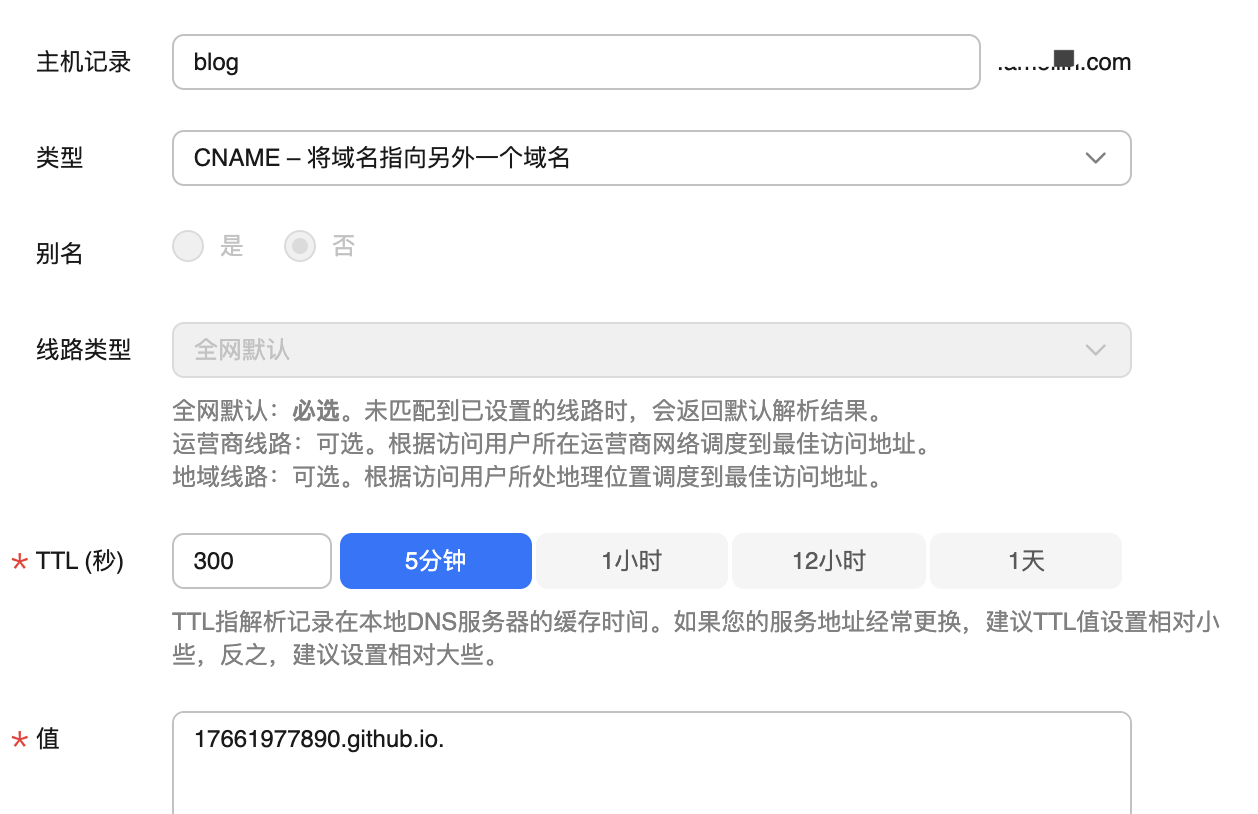 主机记录
blog
.com
类型
CNAME – 将域名指向另外一个域名
别名
是
否
线路类型
全网默认
全网默认：必选。未匹配到已设置的线路时，会返回默认解析结果。
运营商线路：可选。根据访问用户所在运营商网络调度到最佳访问地址。
地域线路：可选。根据访问用户所处地理位置调度到最佳访问地址。
* TTL (秒)
300
5分钟
1小时
12小时
1天
TTL指解析记录在本地DNS服务器的缓存时间。如果您的服务地址经常更换，建议TTL值设置相对小
些，反之，建议设置相对大些。
* 值
17661977890.github.io.